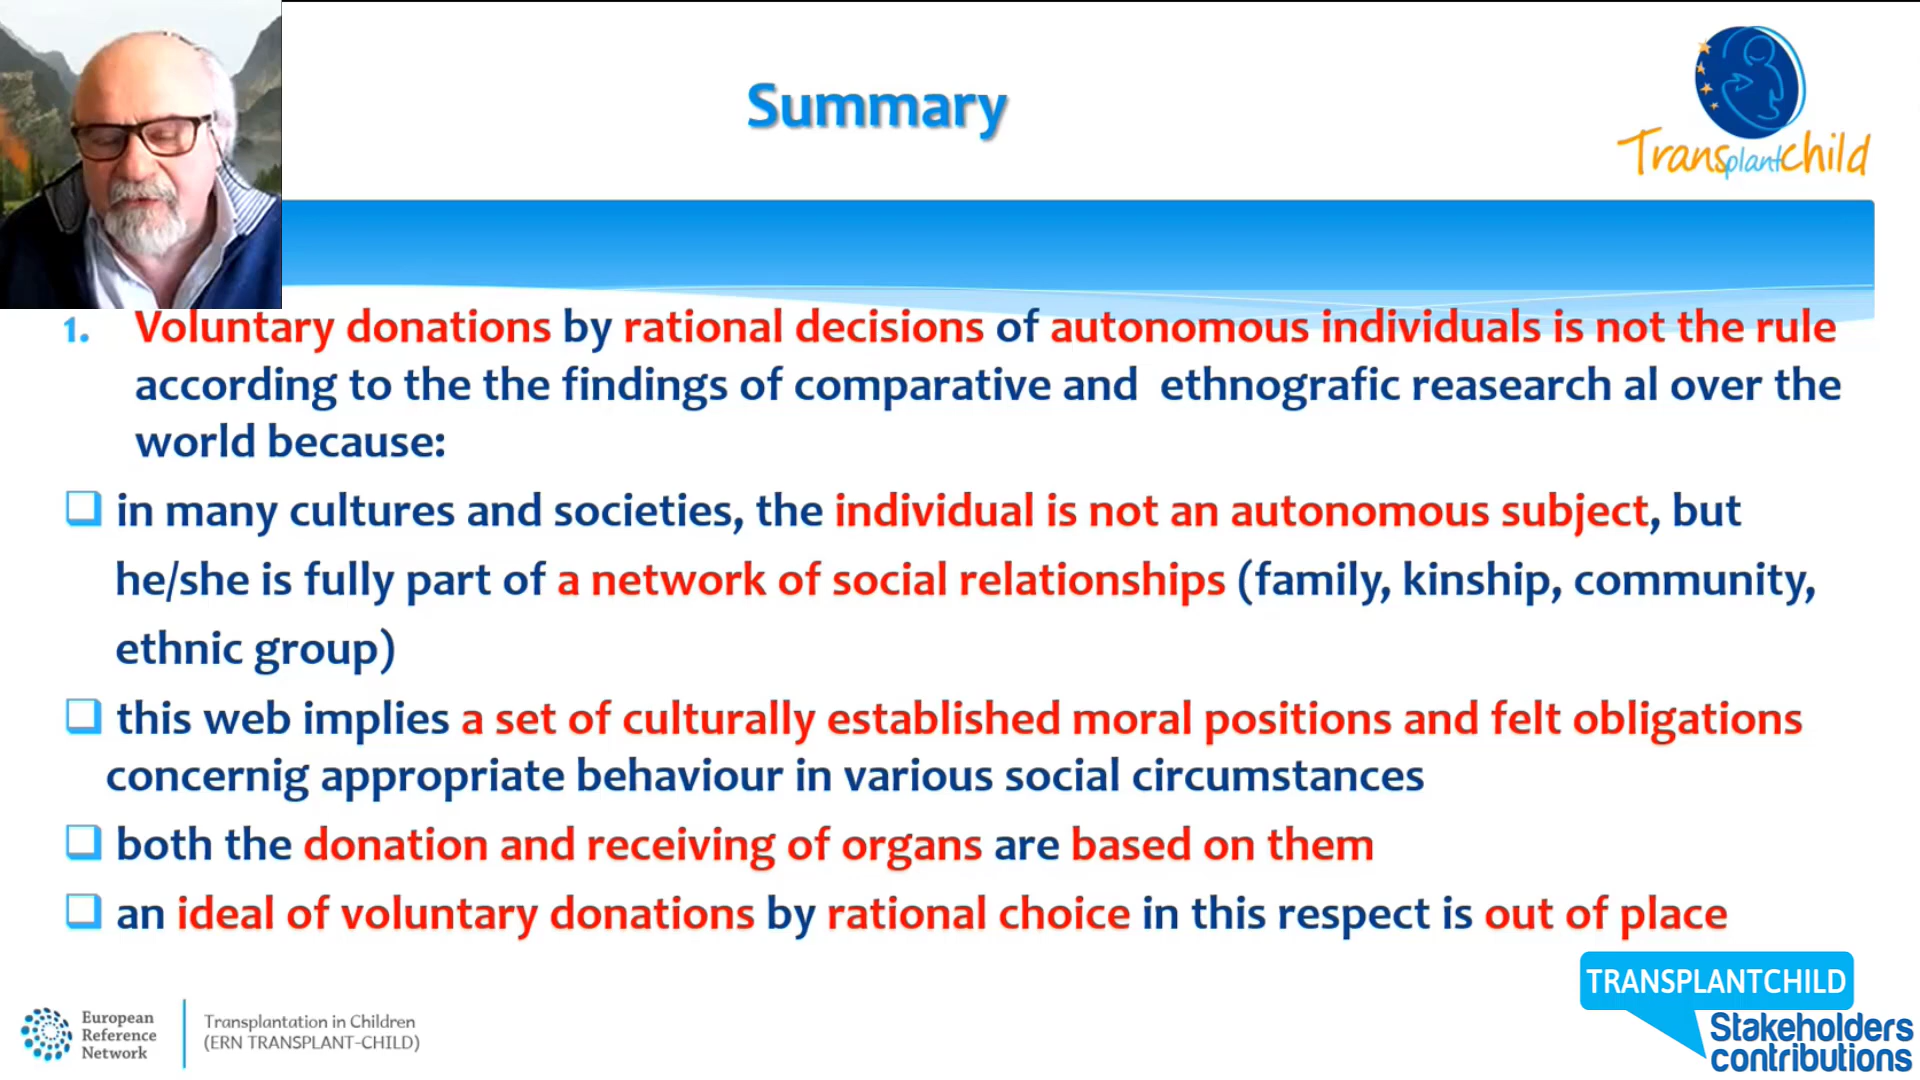 Summary
Transplantchild
1. Voluntary donations by rational decisions of autonomous individuals is not the rule
according to the the findings of comparative and ethnografic reasearch al over the
world because:
in many cultures and societies, the individual is not an autonomous subject, but
he/she is fully part of a network of social relationships (family, kinship, community,
ethnic group)
this web implies a set of culturally established moral positions and felt obligations
concernig appropriate behaviour in various social circumstances
both the donation and receiving of organs are based on them
an ideal of voluntary donations by rational choice in this respect is out of place
European
Reference
Network
Transplantation in Children
(ERN TRANSPLANT-CHILD)
TRANSPLANTCHILD
Stakeholders
contributions